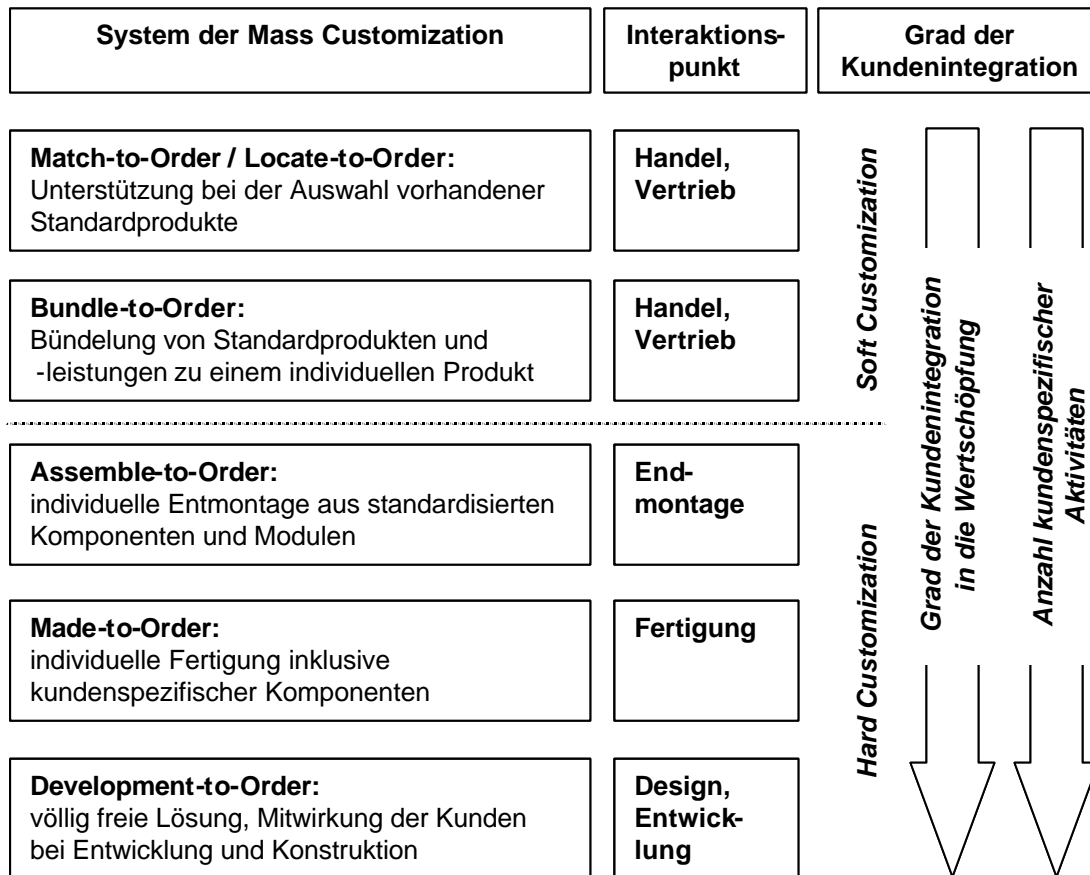 System der Mass Customization
Interaktions-
punkt
Grad der
Kundenintegration
Match-to-Order / Locate-to-Order:
Unterstützung bei der Auswahl vorhandener
Standardprodukte
Handel,
Vertrieb
Bundle-to-Order:
Bündelung von Standardprodukten und
-leistungen zu einem individuellen Produkt
Handel,
Vertrieb
Assemble-to-Order:
individuelle Entmontage aus standardisierten
Komponenten und Modulen
End-
montage
Made-to-Order:
individuelle Fertigung inklusive
kundenspezifischer Komponenten
Fertigung
Development-to-Order:
völlig freie Lösung, Mitwirkung der Kunden
bei Entwicklung und Konstruktion
Design,
Entwick-
lung
Soft Customization
Hard Customization
Grad der Kundenintegration
in die Wertschöpfung
Anzahl kundenspezifischer
Aktivitäten